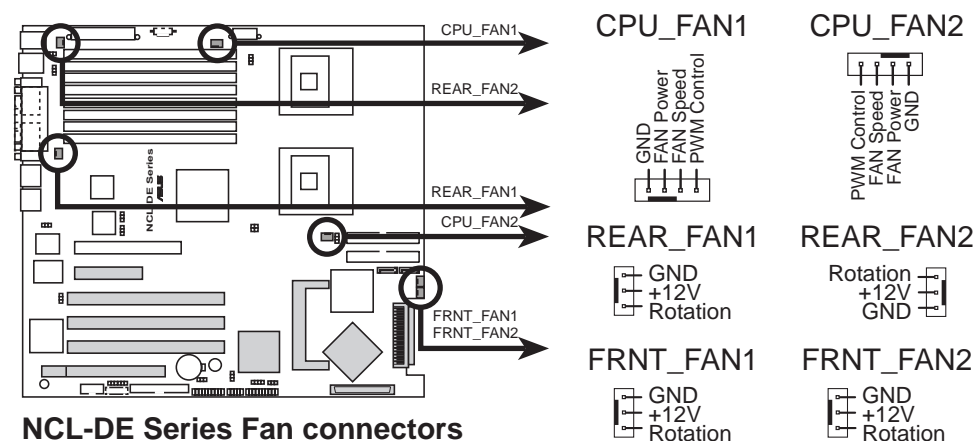 CPU_FAN1
REAR_FAN2
REAR_FAN1
CPU_FAN2
FRNT_FAN1
FRNT_FAN2
NCL-DE Series
ASUS
NCL-DE Series Fan connectors
CPU_FAN1
GND
FAN Power
FAN Speed
PWM Control
CPU_FAN2
PWM Control
FAN Speed
FAN Power
GND
REAR_FAN1
GND
+12V
Rotation
REAR_FAN2
Rotation
+12V
GND
FRNT_FAN1
GND
+12V
Rotation
FRNT_FAN2
GND
+12V
Rotation